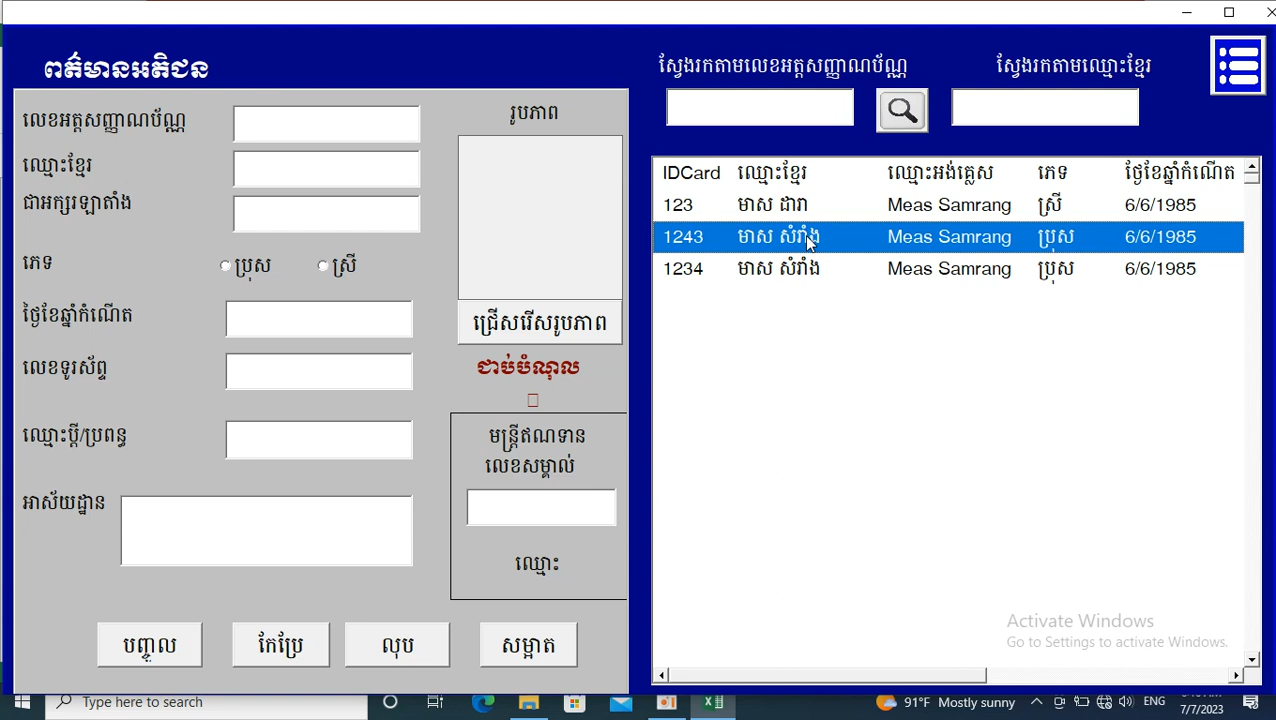 ពត៌មានអតិជន
លេខអត្តសញ្ញាណប័ណ្ណ
ឈ្មោះខ្មែរ
ជាអក្សរឡាតាំង
ភេទ
ប្រុស
ស្រី
ថ្ងៃខែឆ្នាំកំណើត
លេខទូរស័ព្ទ
ឈ្មោះប្តី/ប្រពន្ធ
អាស័យដ្ឋាន
រូបភាព
ជ្រើសរើសរូបភាព
ជាប់បំណុល
មន្ត្រីឥណទាន
លេខសម្គាល់
ឈ្មោះ
បញ្ចូល
កែប្រែ
លុប
សម្អាត
ស្វែងរកតាមលេខអត្តសញ្ញាណប័ណ្ណ
ស្វែងរកតាមឈ្មោះខ្មែរ
IDCard ឈ្មោះខ្មែរ ឈ្មោះអង់គ្លេស ភេទ ថ្ងៃខែឆ្នាំកំណើត
123 មាស ដារា Meas Samrang ស្រី 6/6/1985
1243 មាស សំរាំង Meas Samrang ប្រុស 6/6/1985
1234 មាស សំរាំង Meas Samrang ប្រុស 6/6/1985
Activate Windows
Go to Settings to activate Windows.
Type here to search
91°F Mostly sunny
ENG
7/7/2023